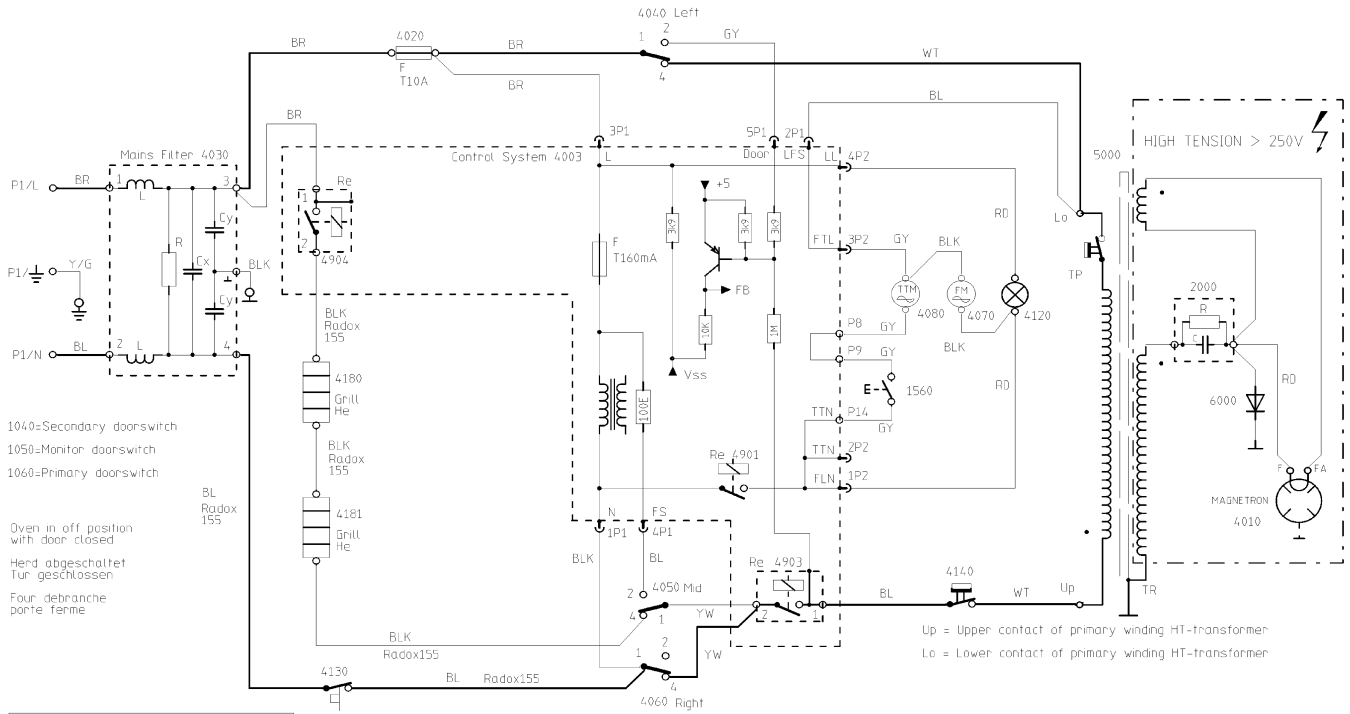 4040 Left
2
1
GY
4
WT
BR
4020
BR
F
T10A
BR
BL
BR
3P1
5P1
2P1
HIGH TENSION > 250V
Mains Filter 4030
Control System 4003
L
Door
LFS
LL
4P2
5000
P1/L
BR
1
L
3
Re
+5
1
Cy
3k9
3k9
3k9
RD
Lo
R
2
4904
F
T160mA
FTL
3P2
GY
BLK
TP
P1/
Y/G
Cx
BLK
FB
TTM
FM
4080
4070
4120
2000
R
Cy
BLK
Radox
155
10K
1M
P8
GY
BLK
C
P1/N
BL
2
L
4
Vss
P9
GY
RD
RD
4180
Grill
He
100E
1560
6000
P14
TTN
GY
1040=Secondary doorswitch
1050=Monitor doorswitch
1060=Primary doorswitch
BLK
Radox
155
Re 4901
TTN
2P2
FLN
1P2
F
FA
BL
Radox
155
4181
Grill
He
MAGNETRON
4010
N
FS
1P1
4P1
Oven in off position
with door closed
Herd abgeschaltet
Tur geschlossen
Four debranche
porte ferme
BLK
BL
Re 4903
4140
4050 Mid
2
4
1
YW
2
1
BL
WT
Up
TR
BLK
Radox155
1
2
YW
4
Up = Upper contact of primary winding HT-transformer
Lo = Lower contact of primary winding HT-transformer
4130
BL
Radox155
4060 Right